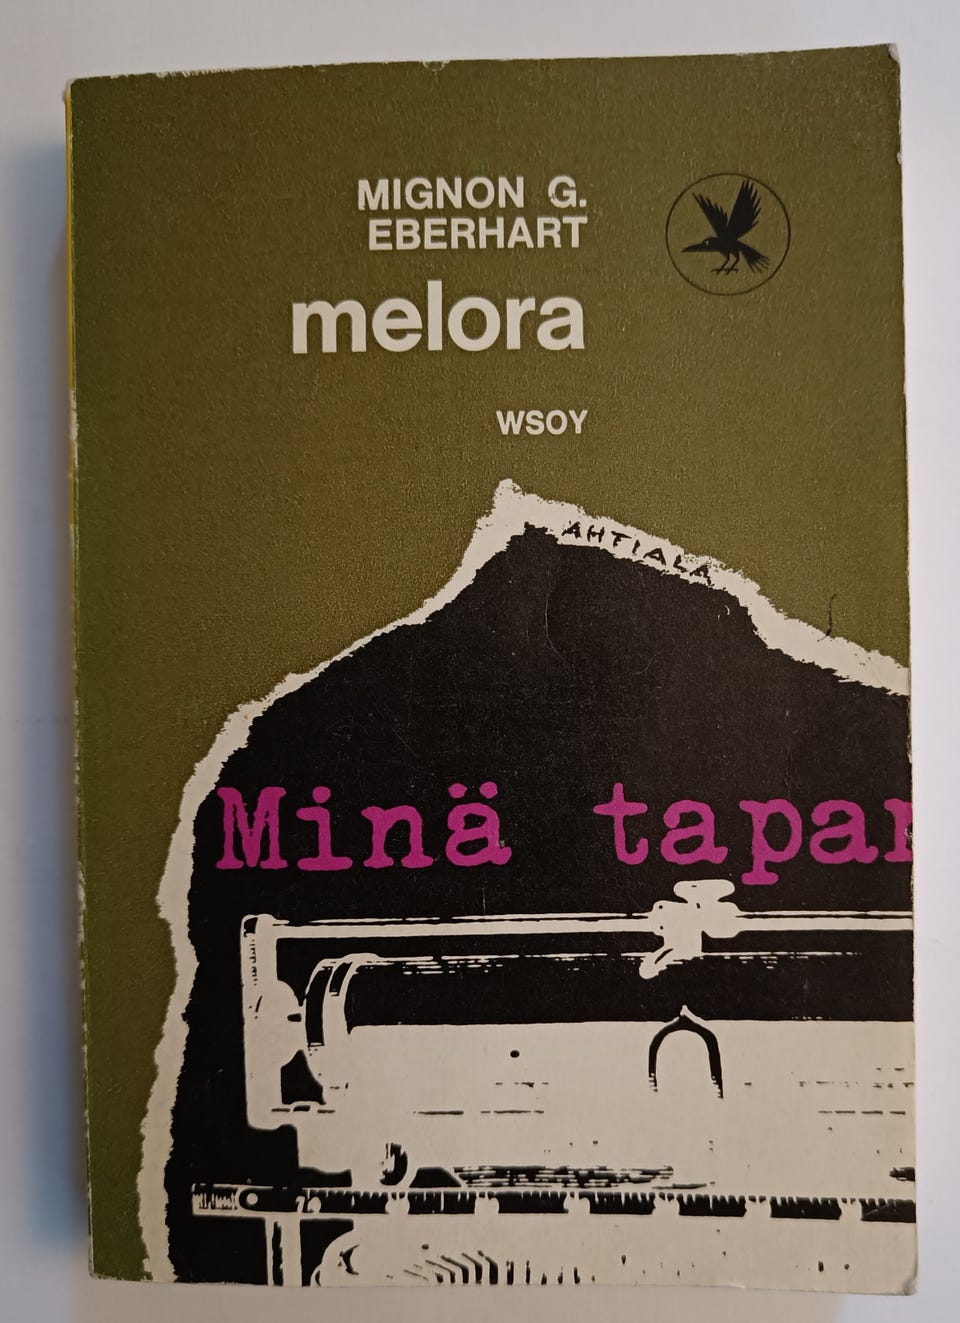 MIGNON G.
EBERHART
melora
WSOY
AHTIALA
Minä tapan